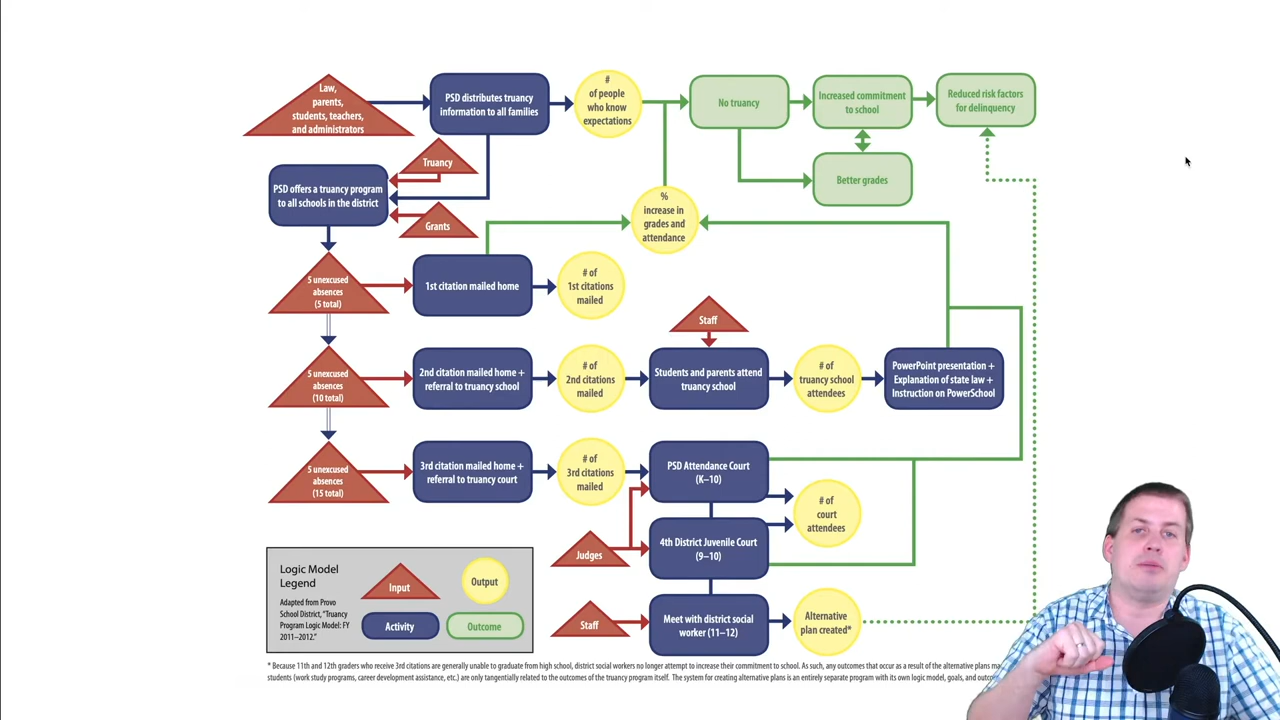 Law,
parents,
students, teachers,
and administrators
PSD distributes truancy
information to all families
#
of people
who know
expectations
No truancy
Increased commitment
to school
Reduced risk factors
for delinquency
Truancy
PSD offers a truancy program
to all schools in the district
Grants
Better grades
%
increase in
grades and
attendance
5 unexcused
absences
(5 total)
1st citation mailed home
# of
1st citations
mailed
Staff
5 unexcused
absences
(10 total)
2nd citation mailed home +
referral to truancy school
# of
2nd citations
mailed
Students and parents attend
truancy school
# of
truancy school
attendees
PowerPoint presentation +
Explanation of state law +
Instruction on PowerSchool
5 unexcused
absences
(15 total)
3rd citation mailed home +
referral to truancy court
# of
3rd citations
mailed
PSD Attendance Court
(K–10)
# of
court
attendees
Judges
4th District Juvenile Court
(9–10)
Staff
Meet with district social
worker (11–12)
Alternative
plan created*
Logic Model
Legend
Adapted from Provo
School District, "Truancy
Program Logic Model: FY
2011–2012."
Input
Output
Activity
Outcome
* Because 11th and 12th graders who receive 3rd citations are generally unable to graduate from high school, district social workers no longer attempt to increase their commitment to school. As such, any outcomes that occur as a result of the alternative plans
students (work study programs, career development assistance, etc.) are only tangentially related to the outcomes of the truancy program itself. The system for creating alternative plans is an entirely separate program with its own logic model, goals, and